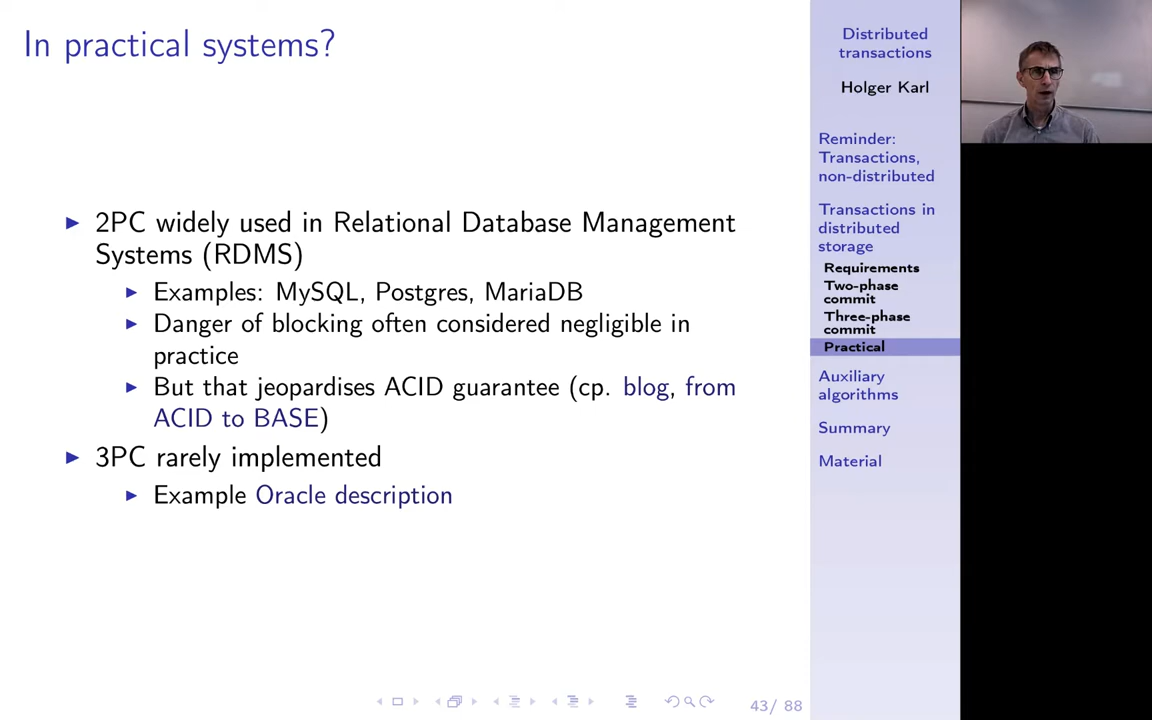 In practical systems?
2PC widely used in Relational Database Management
Systems (RDMS)
Examples: MySQL, Postgres, MariaDB
Danger of blocking often considered negligible in
practice
But that jeopardises ACID guarantee (cp. blog, from
ACID to BASE)
3PC rarely implemented
Example Oracle description
43/ 88
Distributed
transactions
Holger Karl
Reminder:
Transactions,
non-distributed
Transactions in
distributed
storage
Requirements
Two-phase
commit
Three-phase
commit
Practical
Auxiliary
algorithms
Summary
Material